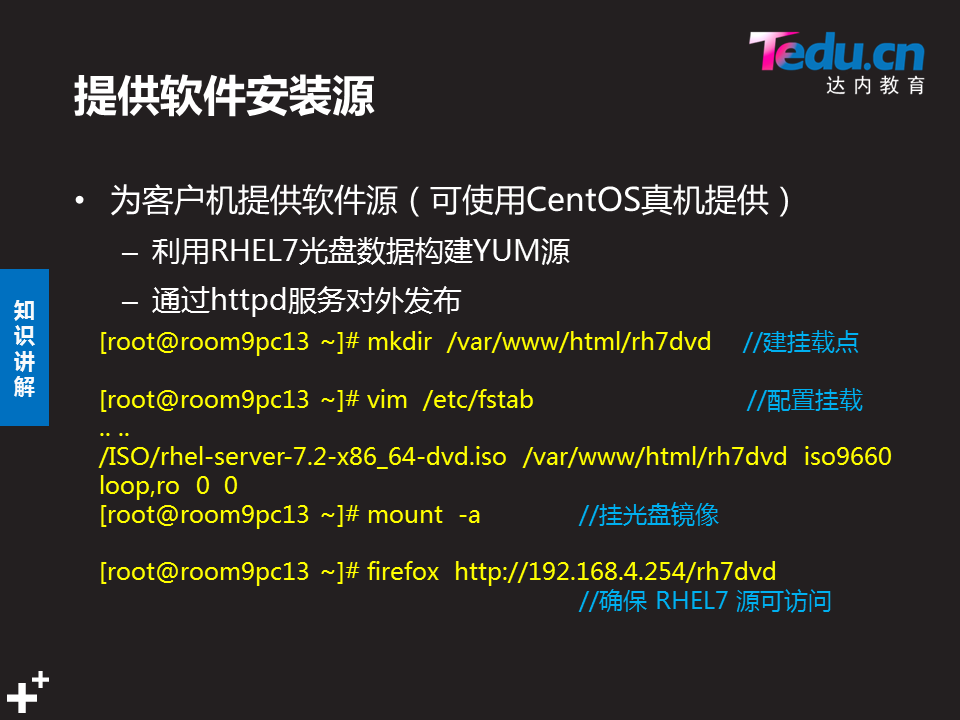 Tedu.cn
达内教育
提供软件安装源
• 为客户机提供软件源（可使用CentOS真机提供）
– 利用RHEL7光盘数据构建YUM源
– 通过httpd服务对外发布
知识讲解
[root@room9pc13 ~]# mkdir /var/www/html/rh7dvd //建挂载点
[root@room9pc13 ~]# vim /etc/fstab //配置挂载
.. ..
/ISO/rhel-server-7.2-x86_64-dvd.iso /var/www/html/rh7dvd iso9660
loop,ro 0 0
[root@room9pc13 ~]# mount -a //挂光盘镜像
[root@room9pc13 ~]# firefox http://192.168.4.254/rh7dvd
//确保 RHEL7 源可访问